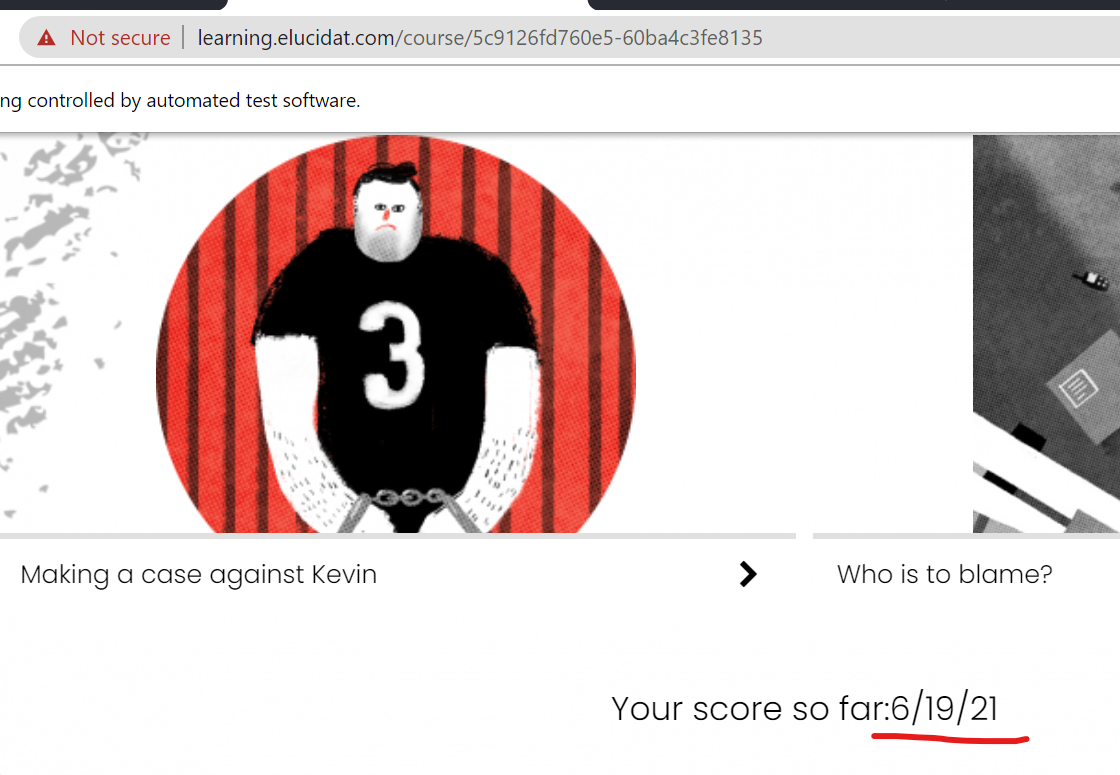 Not secure | learning.elucidat.com/course/5c9126fd760e5-60ba4c3fe8135
ng controlled by automated test software.
3
Making a case against Kevin
Who is to blame?
Your score so far:6/19/21